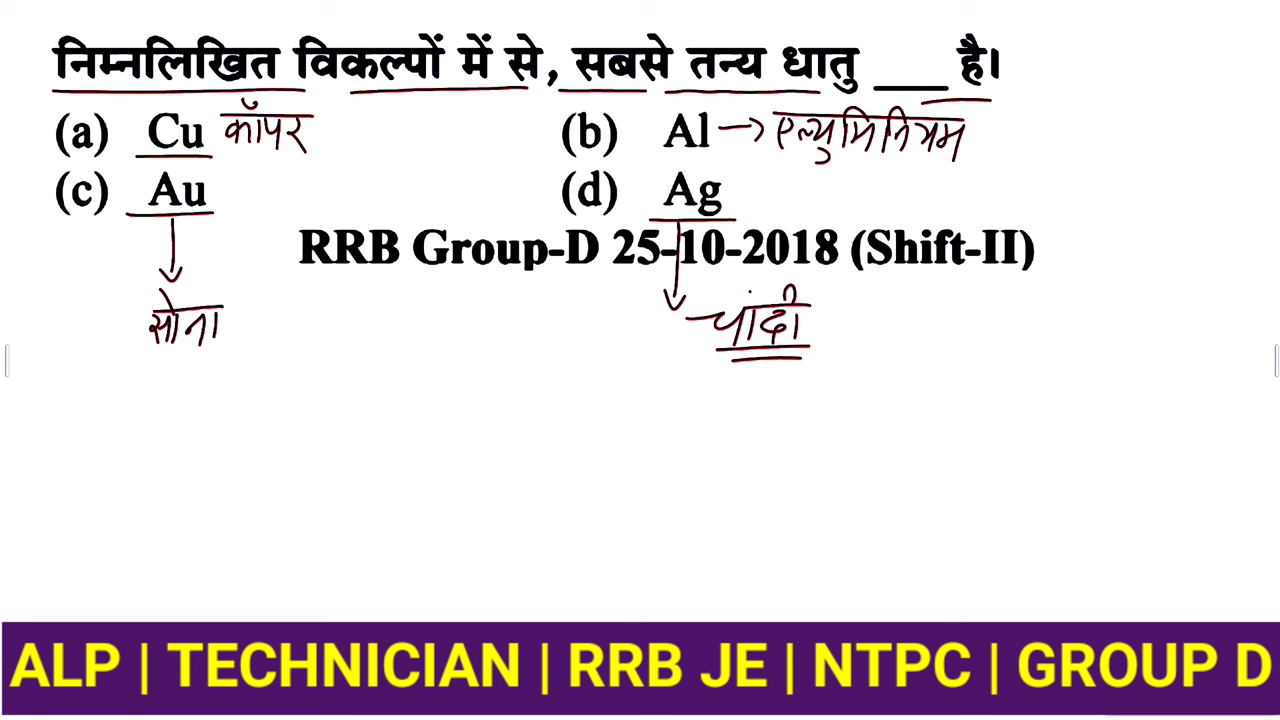 निम्नलिखित विकल्पों में से, सबसे तन्य धातु ___ है।
(a) Cu कॉपर (b) Al → एल्युमिनियम
(c) Au (d) Ag
RRB Group-D 25-10-2018 (Shift-II)
सोना चांदी
ALP | TECHNICIAN | RRB JE | NTPC | GROUP D